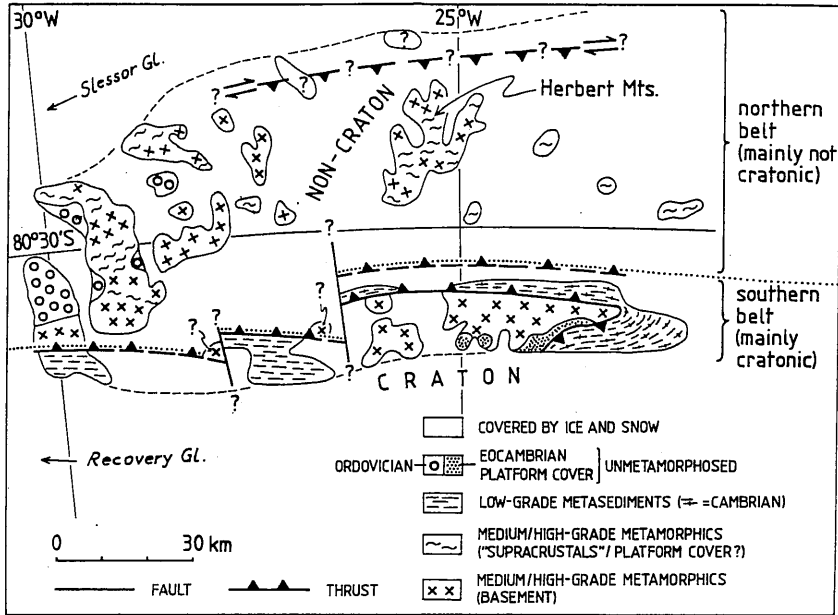 30°W
25°W
Slessor Gl.
?
?
?
?
?
?
?
Herbert Mts.
NON-CRATON
northern
belt
(mainly not
cratonic)
80°30'S
?
?
?
?
?
?
southern
belt
(mainly
cratonic)
CRATON
Recovery Gl.
COVERED BY ICE AND SNOW
ORDOVICIAN
EOCAMBRIAN
PLATFORM COVER
UNMETAMORPHOSED
LOW-GRADE METASEDIMENTS (=CAMBRIAN)
MEDIUM/HIGH-GRADE METAMORPHICS
("SUPRACRUSTALS"/PLATFORM COVER?)
MEDIUM/HIGH-GRADE METAMORPHICS
(BASEMENT)
0 30 km
FAULT
THRUST